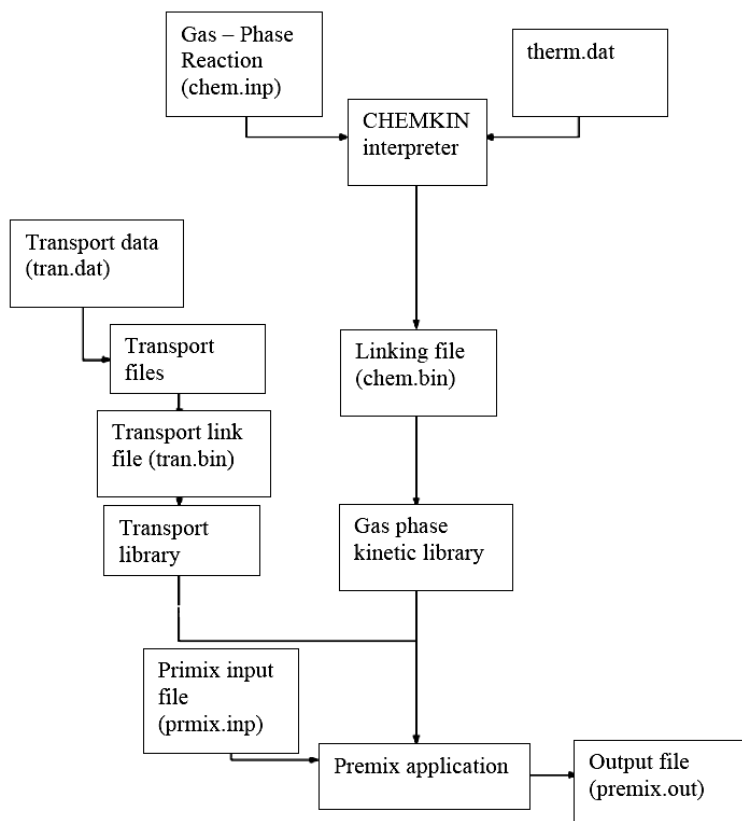 Gas – Phase
Reaction
(chem.inp)
therm.dat
CHEMKIN
interpreter
Transport data
(tran.dat)
Transport
files
Linking file
(chem.bin)
Transport link
file (tran.bin)
Transport
library
Gas phase
kinetic library
Primix input
file
(prmix.inp)
Premix application
Output file
(premix.out)